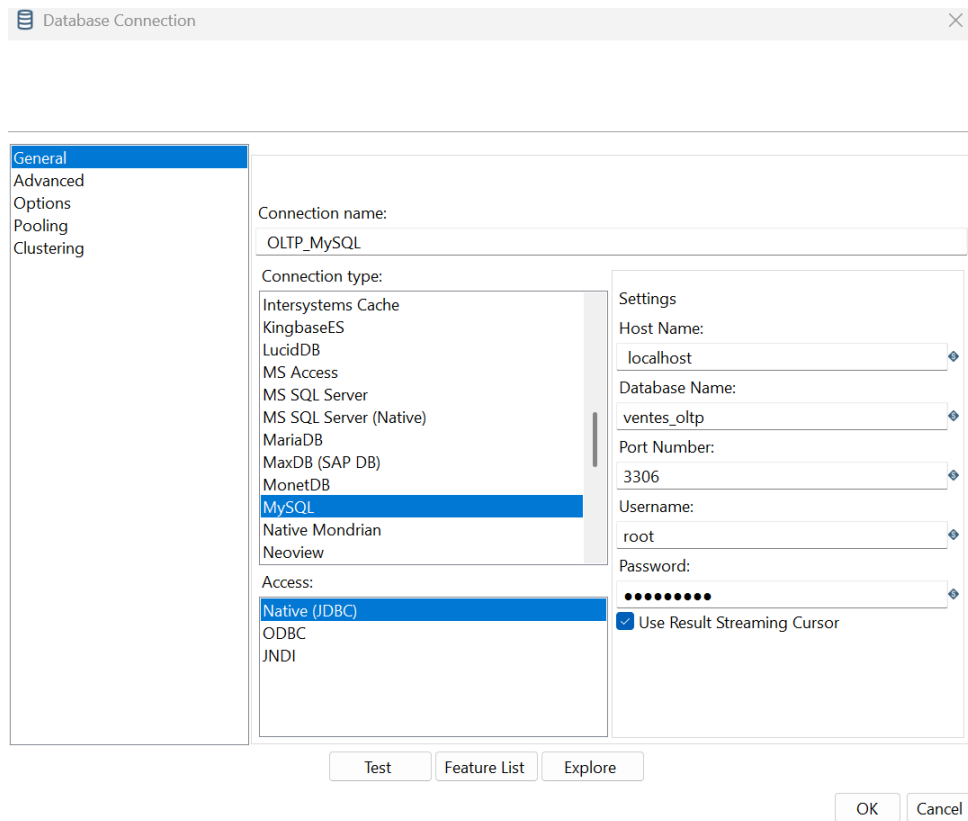 Database Connection
General
Advanced
Options
Pooling
Clustering
Connection name:
OLTP_MySQL
Connection type:
Intersystems Cache
KingbaseES
LucidDB
MS Access
MS SQL Server
MS SQL Server (Native)
MariaDB
MaxDB (SAP DB)
MonetDB
MySQL
Native Mondrian
Neoview
Access:
Native (JDBC)
ODBC
JNDI
Settings
Host Name:
localhost
Database Name:
ventes_oltp
Port Number:
3306
Username:
root
Password:
●●●●●●●●●
Use Result Streaming Cursor
Test Feature List Explore
OK Cancel